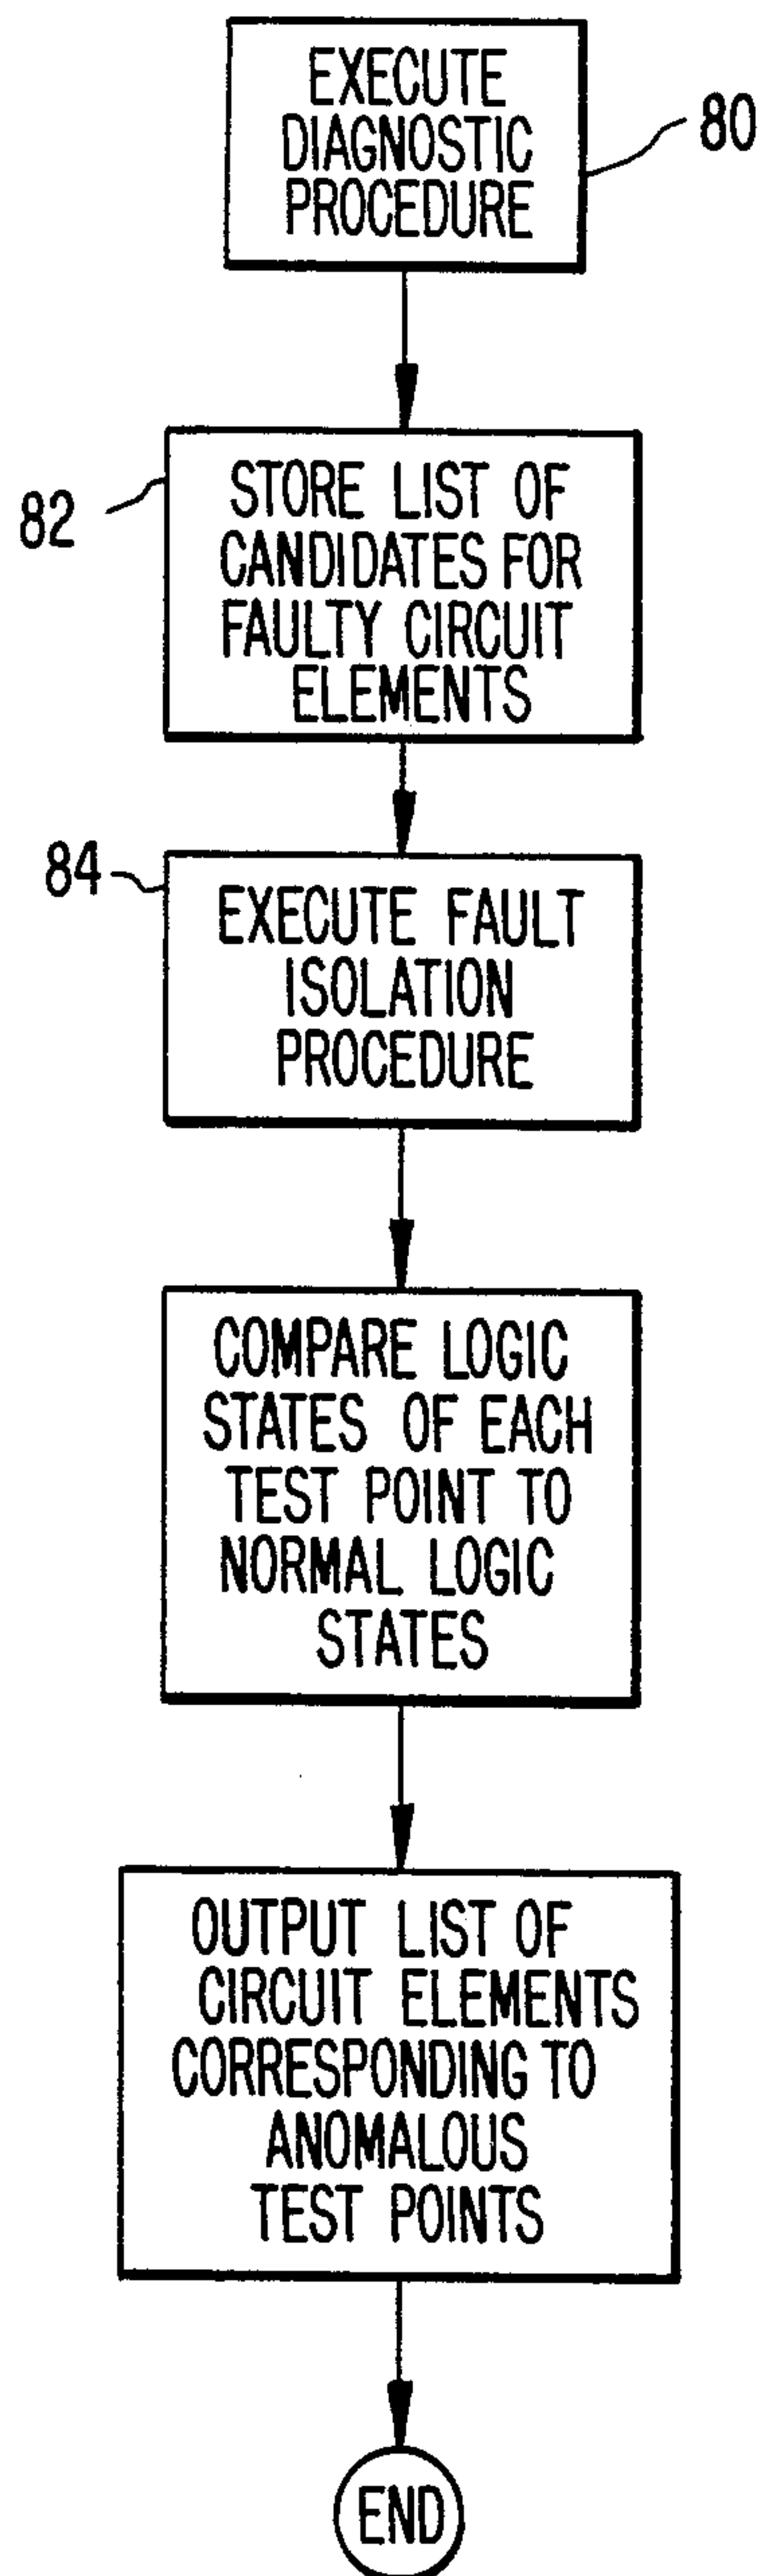 EXECUTE
DIAGNOSTIC
PROCEDURE
80
STORE LIST OF
CANDIDATES FOR
FAULTY CIRCUIT
ELEMENTS
82
84
EXECUTE FAULT
ISOLATION
PROCEDURE
COMPARE LOGIC
STATES OF EACH
TEST POINT TO
NORMAL LOGIC
STATES
OUTPUT LIST OF
CIRCUIT ELEMENTS
CORRESPONDING TO
ANOMALOUS
TEST POINTS
END